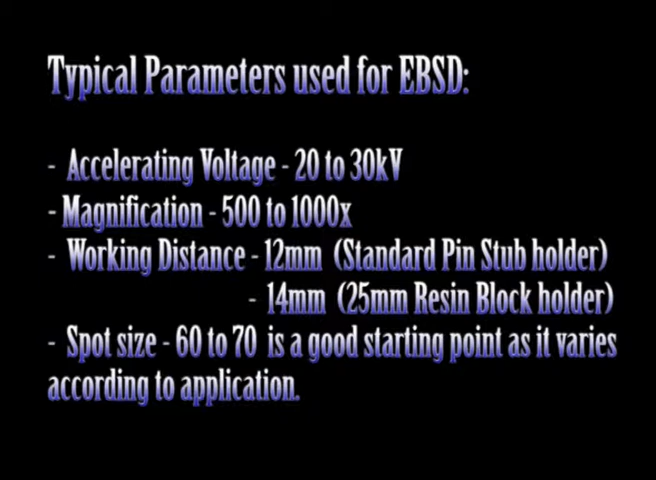 Typical Parameters used for EBSD:
- Accelerating Voltage - 20 to 30kV
- Magnification - 500 to 1000x
- Working Distance - 12mm (Standard Pin Stub holder)
- 14mm (25mm Resin Block holder)
- Spot size - 60 to 70 is a good starting point as it varies
according to application.